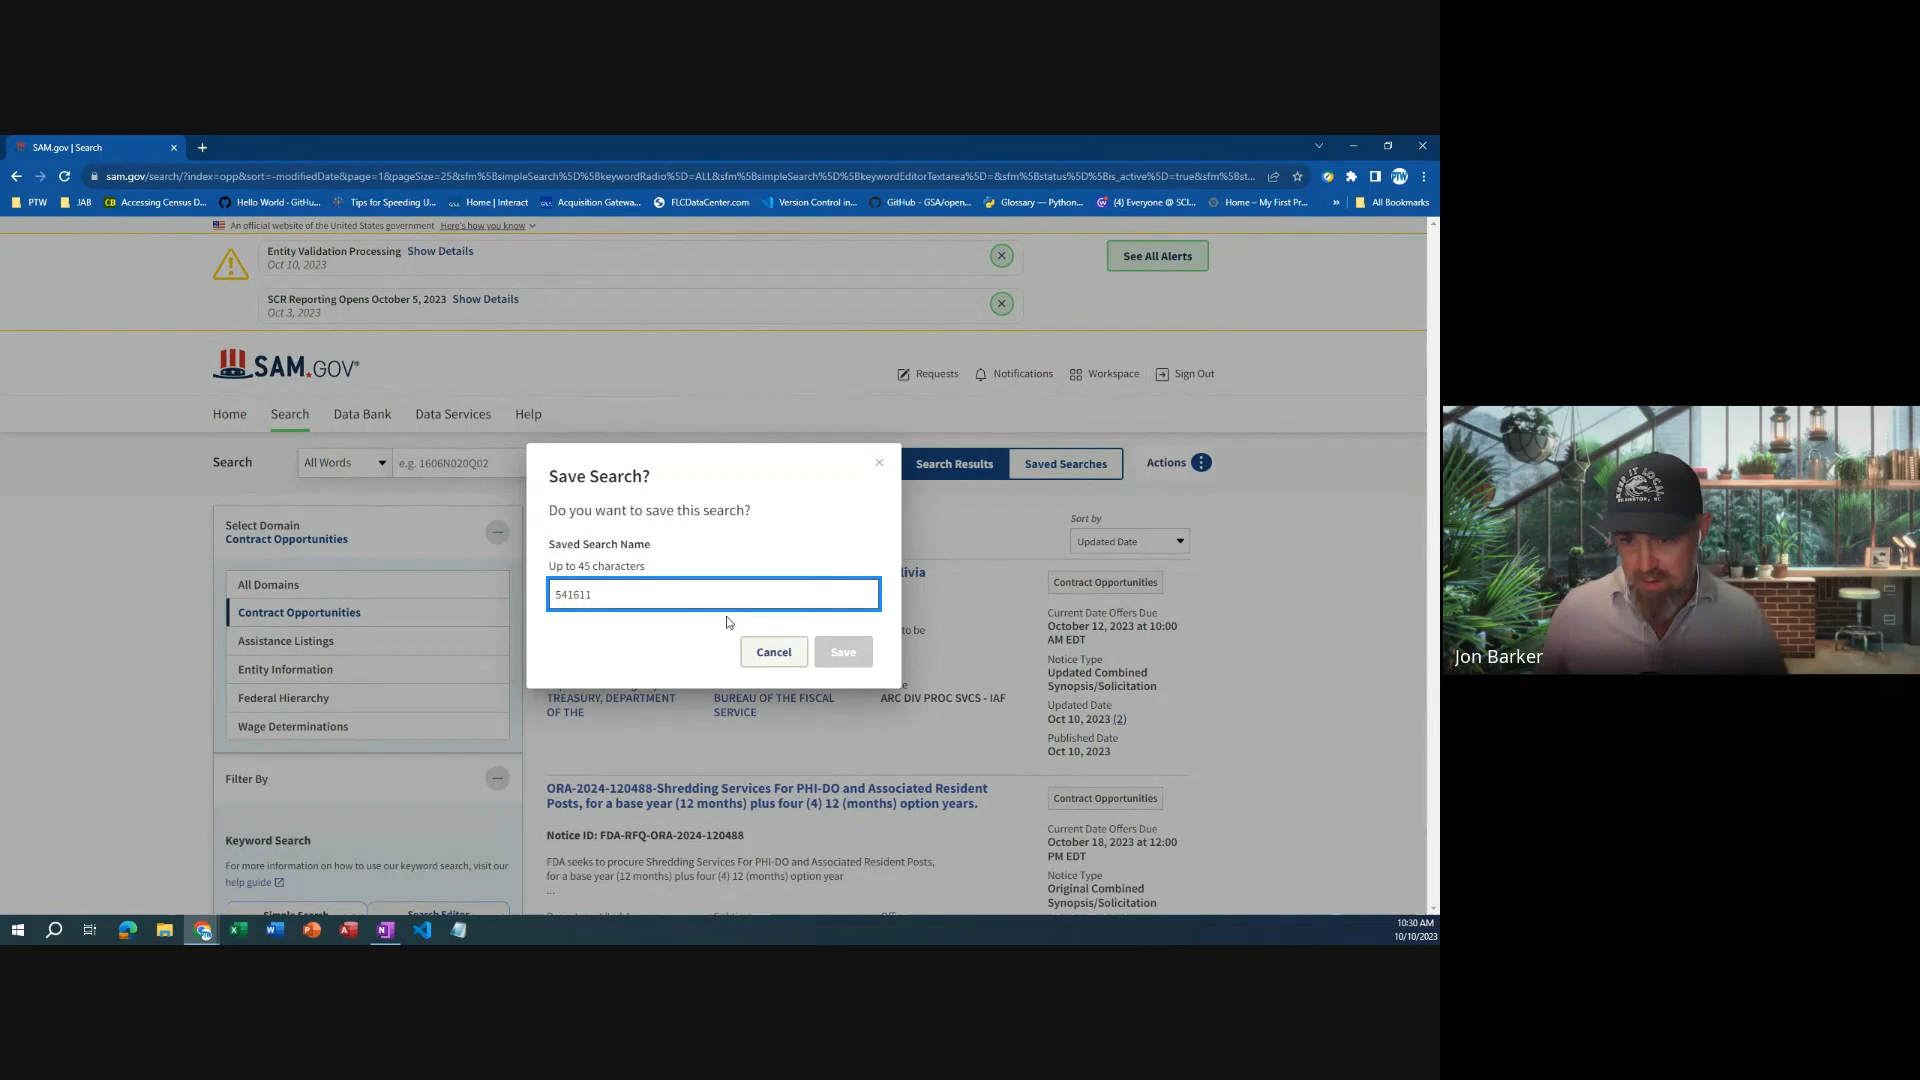 SAM.gov | Search
sam.gov/search/?index=opp&sort=-modifiedDate&page=1&pageSize=25&sfm%5BsimpleSearch%5D%5BkeywordRadio%5D=ALL&sfm%5BsimpleSearch%5D%5BkeywordEditorTextarea%5D=&sfm%5Bstatus%5D%5Bis_active%5D=true&sfm%5Bst...
PTW
PTW
JAB
Accessing Census D...
Hello World · GitHu...
Tips for Speeding U...
Home | Interact
Acquisition Gatewa...
FLCDataCenter.com
Version Control in...
GitHub - GSA/open...
Glossary — Python...
(4) Everyone @ SCI...
Home – My First Pr...
»
All Bookmarks
An official website of the United States government Here's how you know
Entity Validation Processing Show Details
Oct 10, 2023
See All Alerts
SCR Reporting Opens October 5, 2023 Show Details
Oct 3, 2023
SAM.GOV®
Requests
Notifications
Workspace
Sign Out
Home
Search
Data Bank
Data Services
Help
Search
All Words
e.g. 1606N020Q02
Search Results
Saved Searches
Actions
Save Search?
Do you want to save this search?
Saved Search Name
Up to 45 characters
541611
Cancel
Save
Select Domain
Contract Opportunities
All Domains
Contract Opportunities
Assistance Listings
Entity Information
Federal Hierarchy
Wage Determinations
Filter By
Keyword Search
For more information on how to use our keyword search, visit our
help guide
Simple Search
Search Editor
Sort by
Updated Date
livia
to be
e
TREASURY, DEPARTMENT
OF THE
BUREAU OF THE FISCAL
SERVICE
ARC DIV PROC SVCS - IAF
Contract Opportunities
Current Date Offers Due
October 12, 2023 at 10:00
AM EDT
Notice Type
Updated Combined
Synopsis/Solicitation
Updated Date
Oct 10, 2023 (2)
Published Date
Oct 10, 2023
ORA-2024-120488-Shredding Services For PHI-DO and Associated Resident
Posts, for a base year (12 months) plus four (4) 12 (months) option years.
Notice ID: FDA-RFQ-ORA-2024-120488
FDA seeks to procure Shredding Services For PHI-DO and Associated Resident Posts,
for a base year (12 months) plus four (4) 12 (months) option year
...
Contract Opportunities
Current Date Offers Due
October 18, 2023 at 12:00
PM EDT
Notice Type
Original Combined
Synopsis/Solicitation
10:30 AM
10/10/2023
KEEP IT LOCAL
Jon Barker